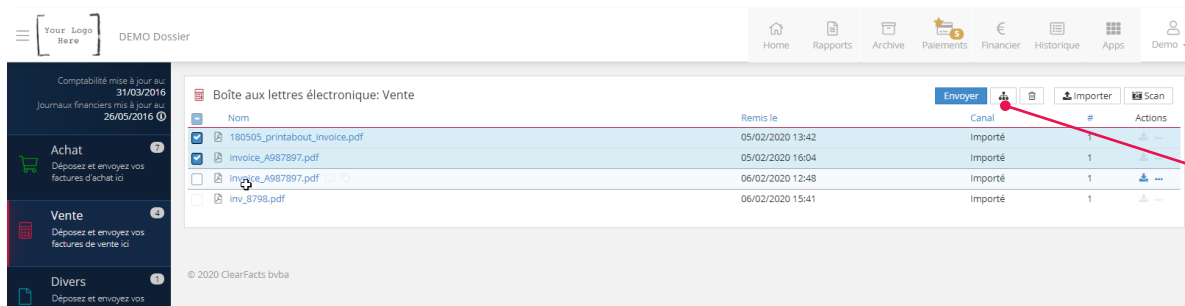 Your Logo
Here
DEMO Dossier
Home
Rapports
Archive
5
Paiements
€
Financier
Historique
Apps
Demo
Comptabilité mise à jour au:
31/03/2016
Journaux financiers mis à jour au:
26/05/2016
Achat 7
Déposez et envoyez vos
factures d'achat ici
Vente 4
Déposez et envoyez vos
factures de vente ici
Divers 1
Déposez et envoyez vos
Boîte aux lettres électronique: Vente
Envoyer
Importer
Scan
Nom Remis le Canal # Actions
180505_printabout_invoice.pdf 05/02/2020 13:42 Importé 1
invoice_A987897.pdf 05/02/2020 16:04 Importé 1
invoice_A987897.pdf 06/02/2020 12:48 Importé 1
inv_8798.pdf 06/02/2020 15:41 Importé 1
© 2020 ClearFacts bvba